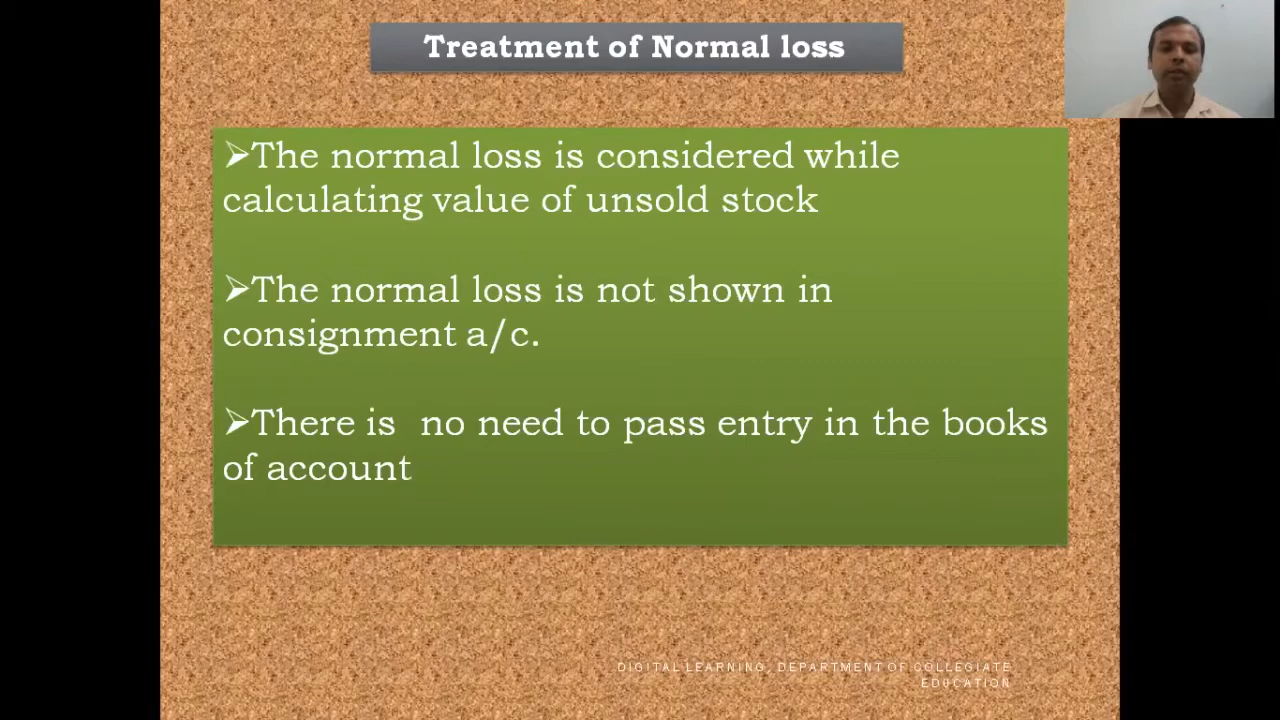 Treatment of Normal loss
➢The normal loss is considered while
calculating value of unsold stock
➢The normal loss is not shown in
consignment a/c.
➢There is  no need to pass entry in the books
of account
DIGITAL LEARNING, DEPARTMENT OF COLLEGIATE
EDUCATION